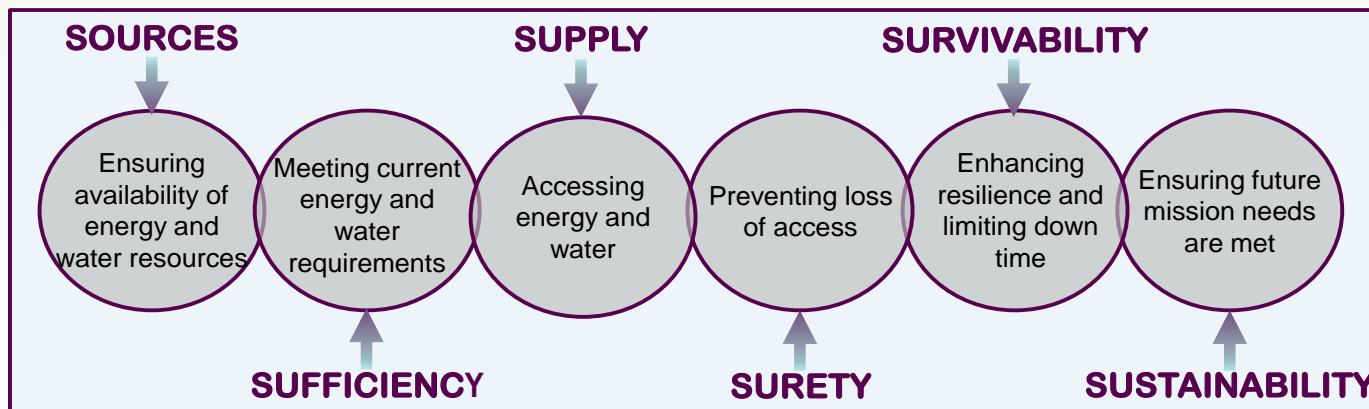 SOURCES
SUPPLY
SURVIVABILITY
Ensuring
availability of
energy and
water resources
Meeting current
energy and
water
requirements
Accessing
energy and
water
Preventing loss
of access
Enhancing
resilience and
limiting down
time
Ensuring future
mission needs
are met
SUFFICIENCY
SURETY
SUSTAINABILITY